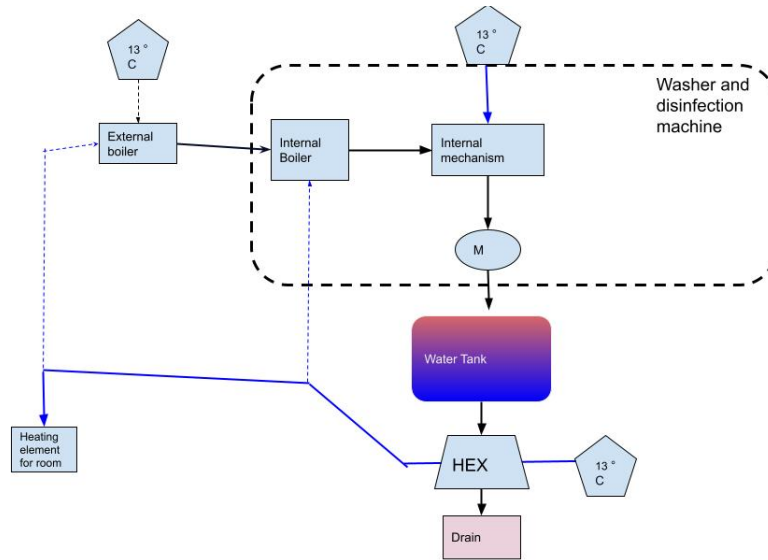 13 °
C
13 °
C
Washer and
disinfection
machine
External
boiler
Internal
Boiler
Internal
mechanism
M
Water Tank
Heating
element
for room
HEX
13 °
C
Drain